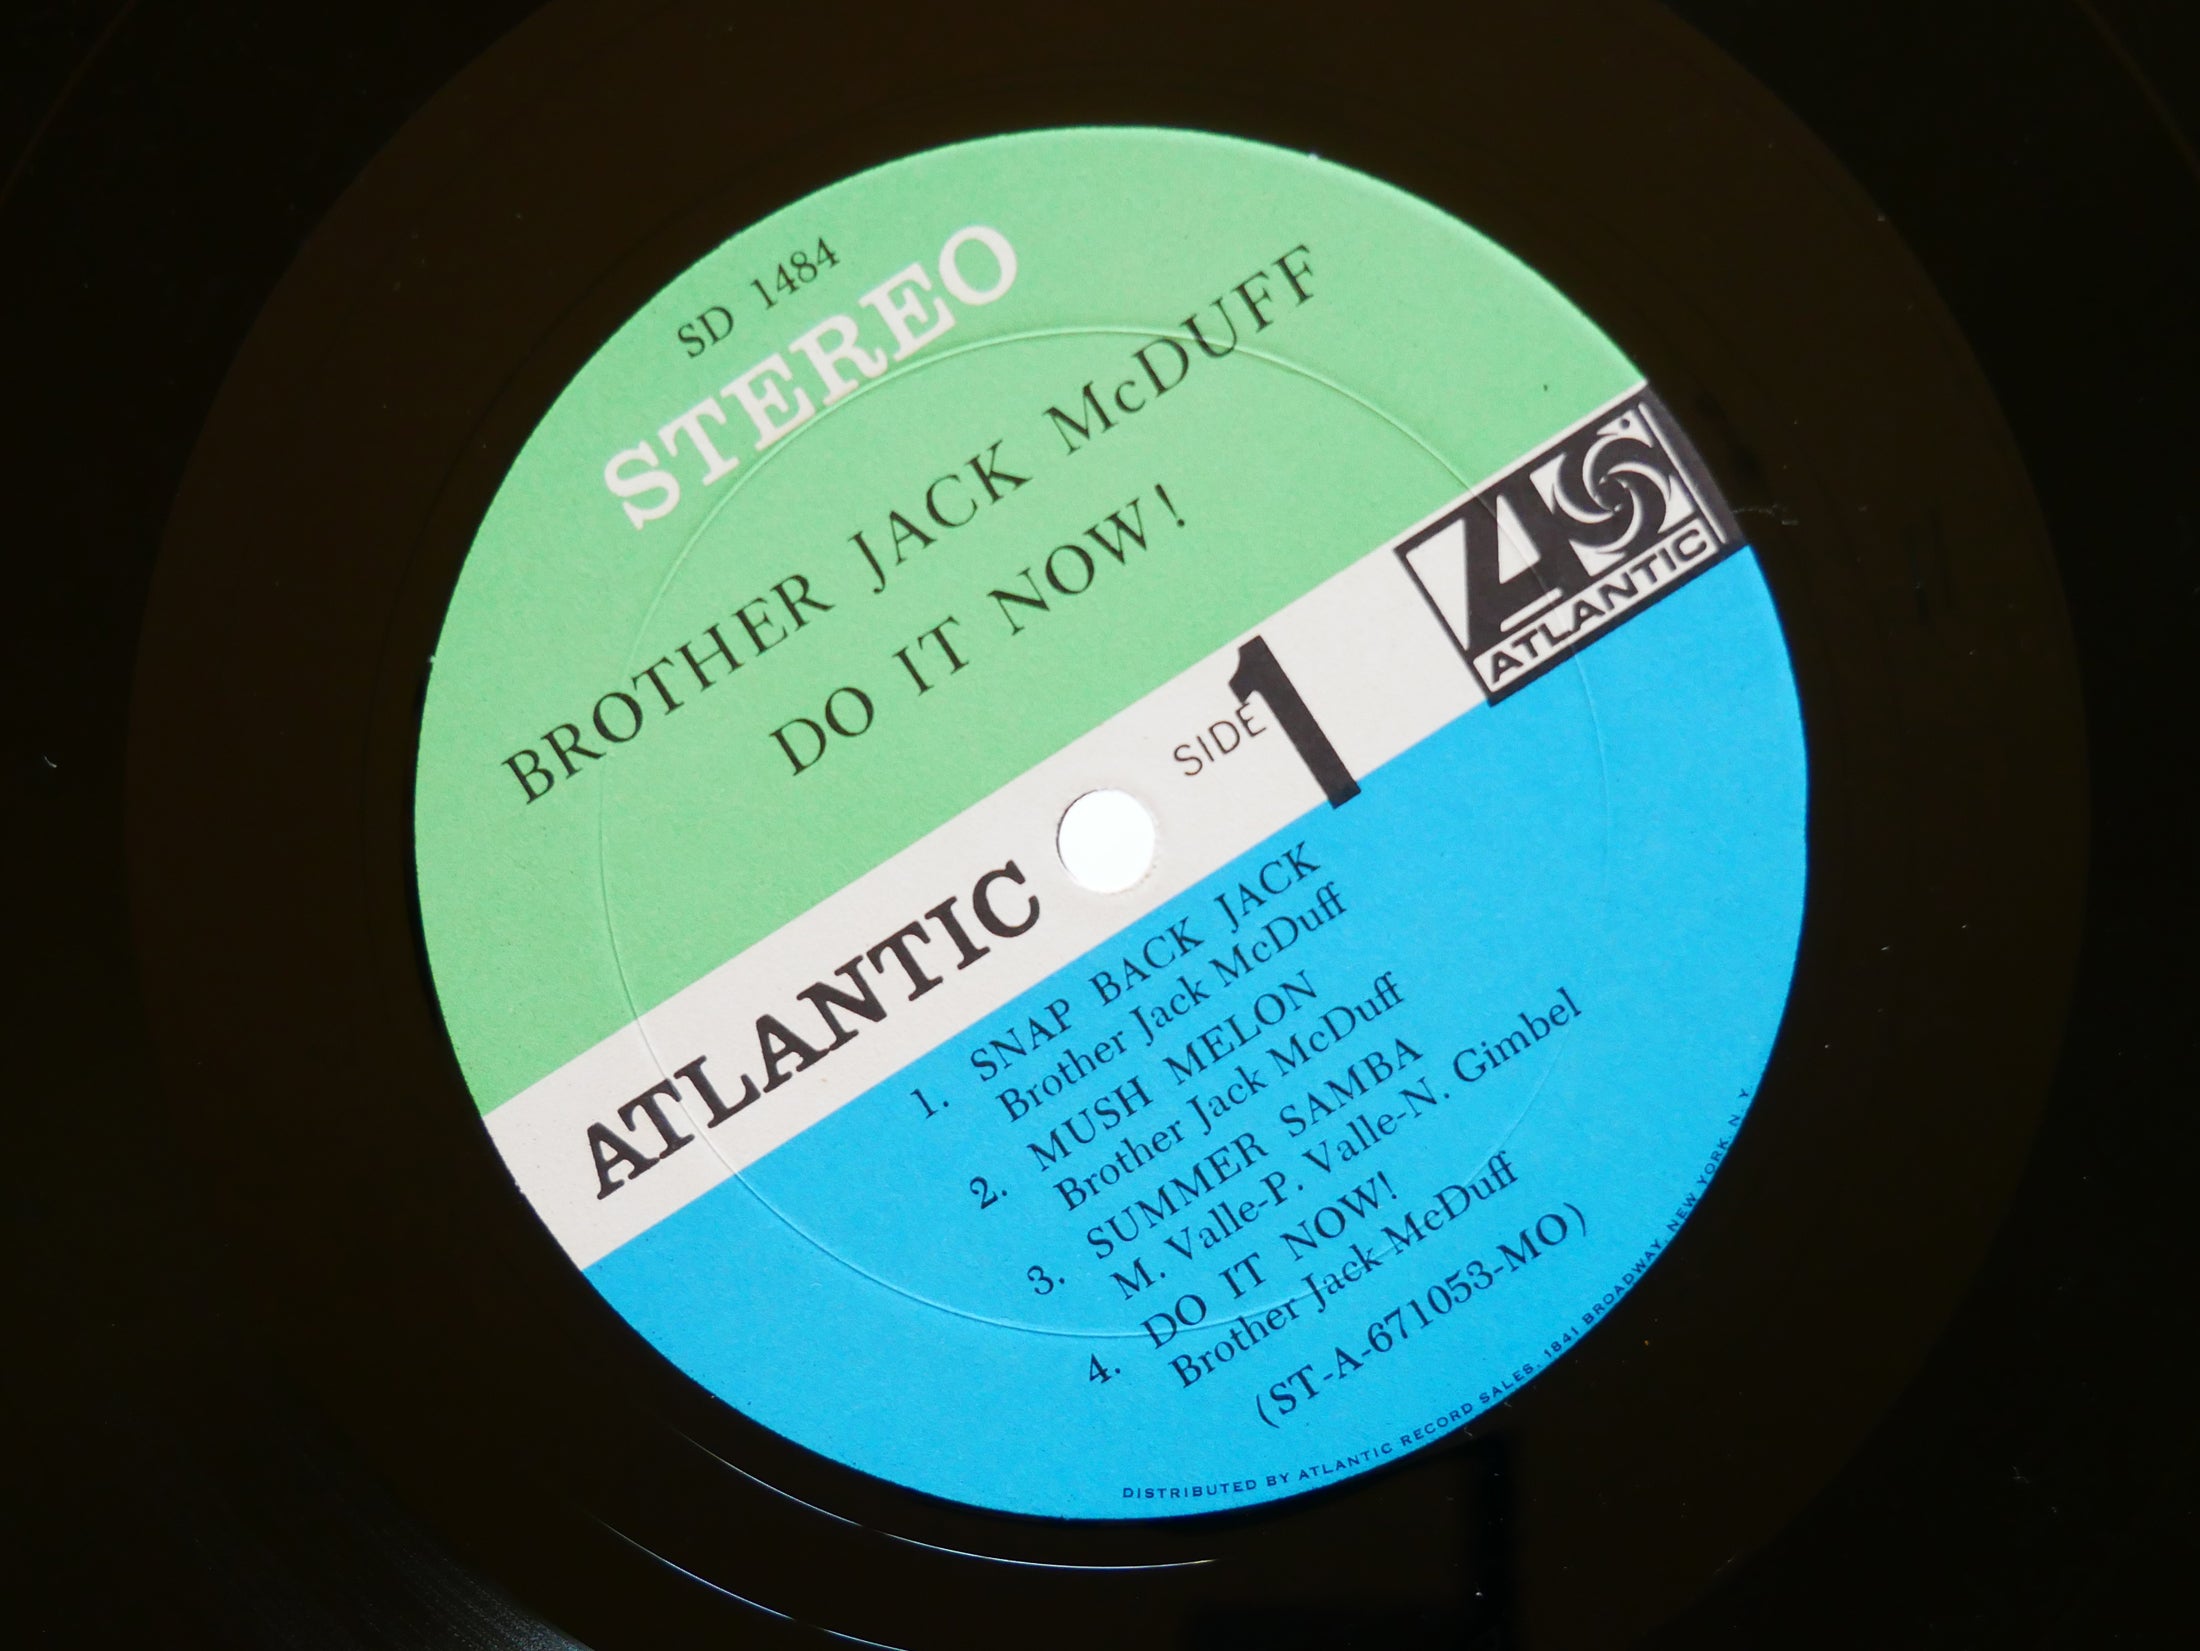 SD 1484
STEREO
BROTHER JACK McDUFF
DO IT NOW!
ATLANTIC
SIDE 1
ATLANTIC
1. SNAP BACK JACK
Brother Jack McDuff
2. MUSH MELON
Brother Jack McDuff
3. SUMMER SAMBA
M. Valle-P. Valle-N. Gimbel
4. DO IT NOW!
Brother Jack McDuff
(ST-A-671053-MO)
DISTRIBUTED BY ATLANTIC RECORD SALES, 1841 BROADWAY, NEW YORK, N.Y.